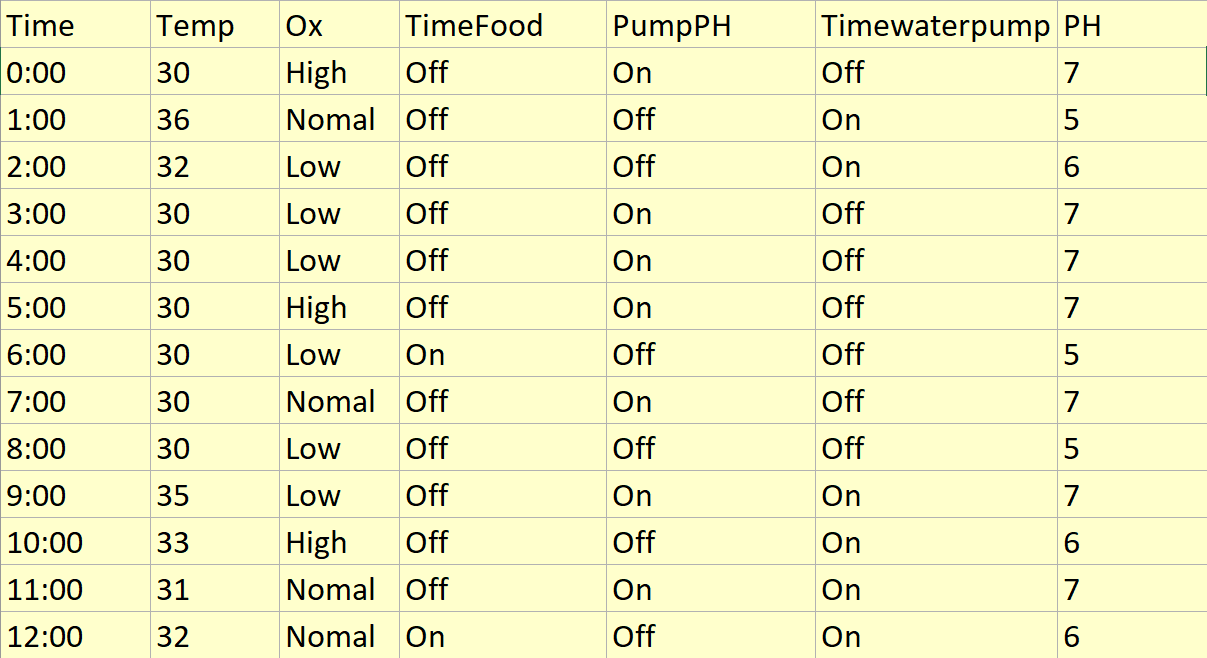 Time Temp Ox TimeFood PumpPH Timewaterpump PH
0:00 30 High Off On Off 7
1:00 36 Nomal Off Off On 5
2:00 32 Low Off Off On 6
3:00 30 Low Off On Off 7
4:00 30 Low Off On Off 7
5:00 30 High Off On Off 7
6:00 30 Low On Off Off 5
7:00 30 Nomal Off On Off 7
8:00 30 Low Off Off Off 5
9:00 35 Low Off On On 7
10:00 33 High Off Off On 6
11:00 31 Nomal Off On On 7
12:00 32 Nomal On Off On 6